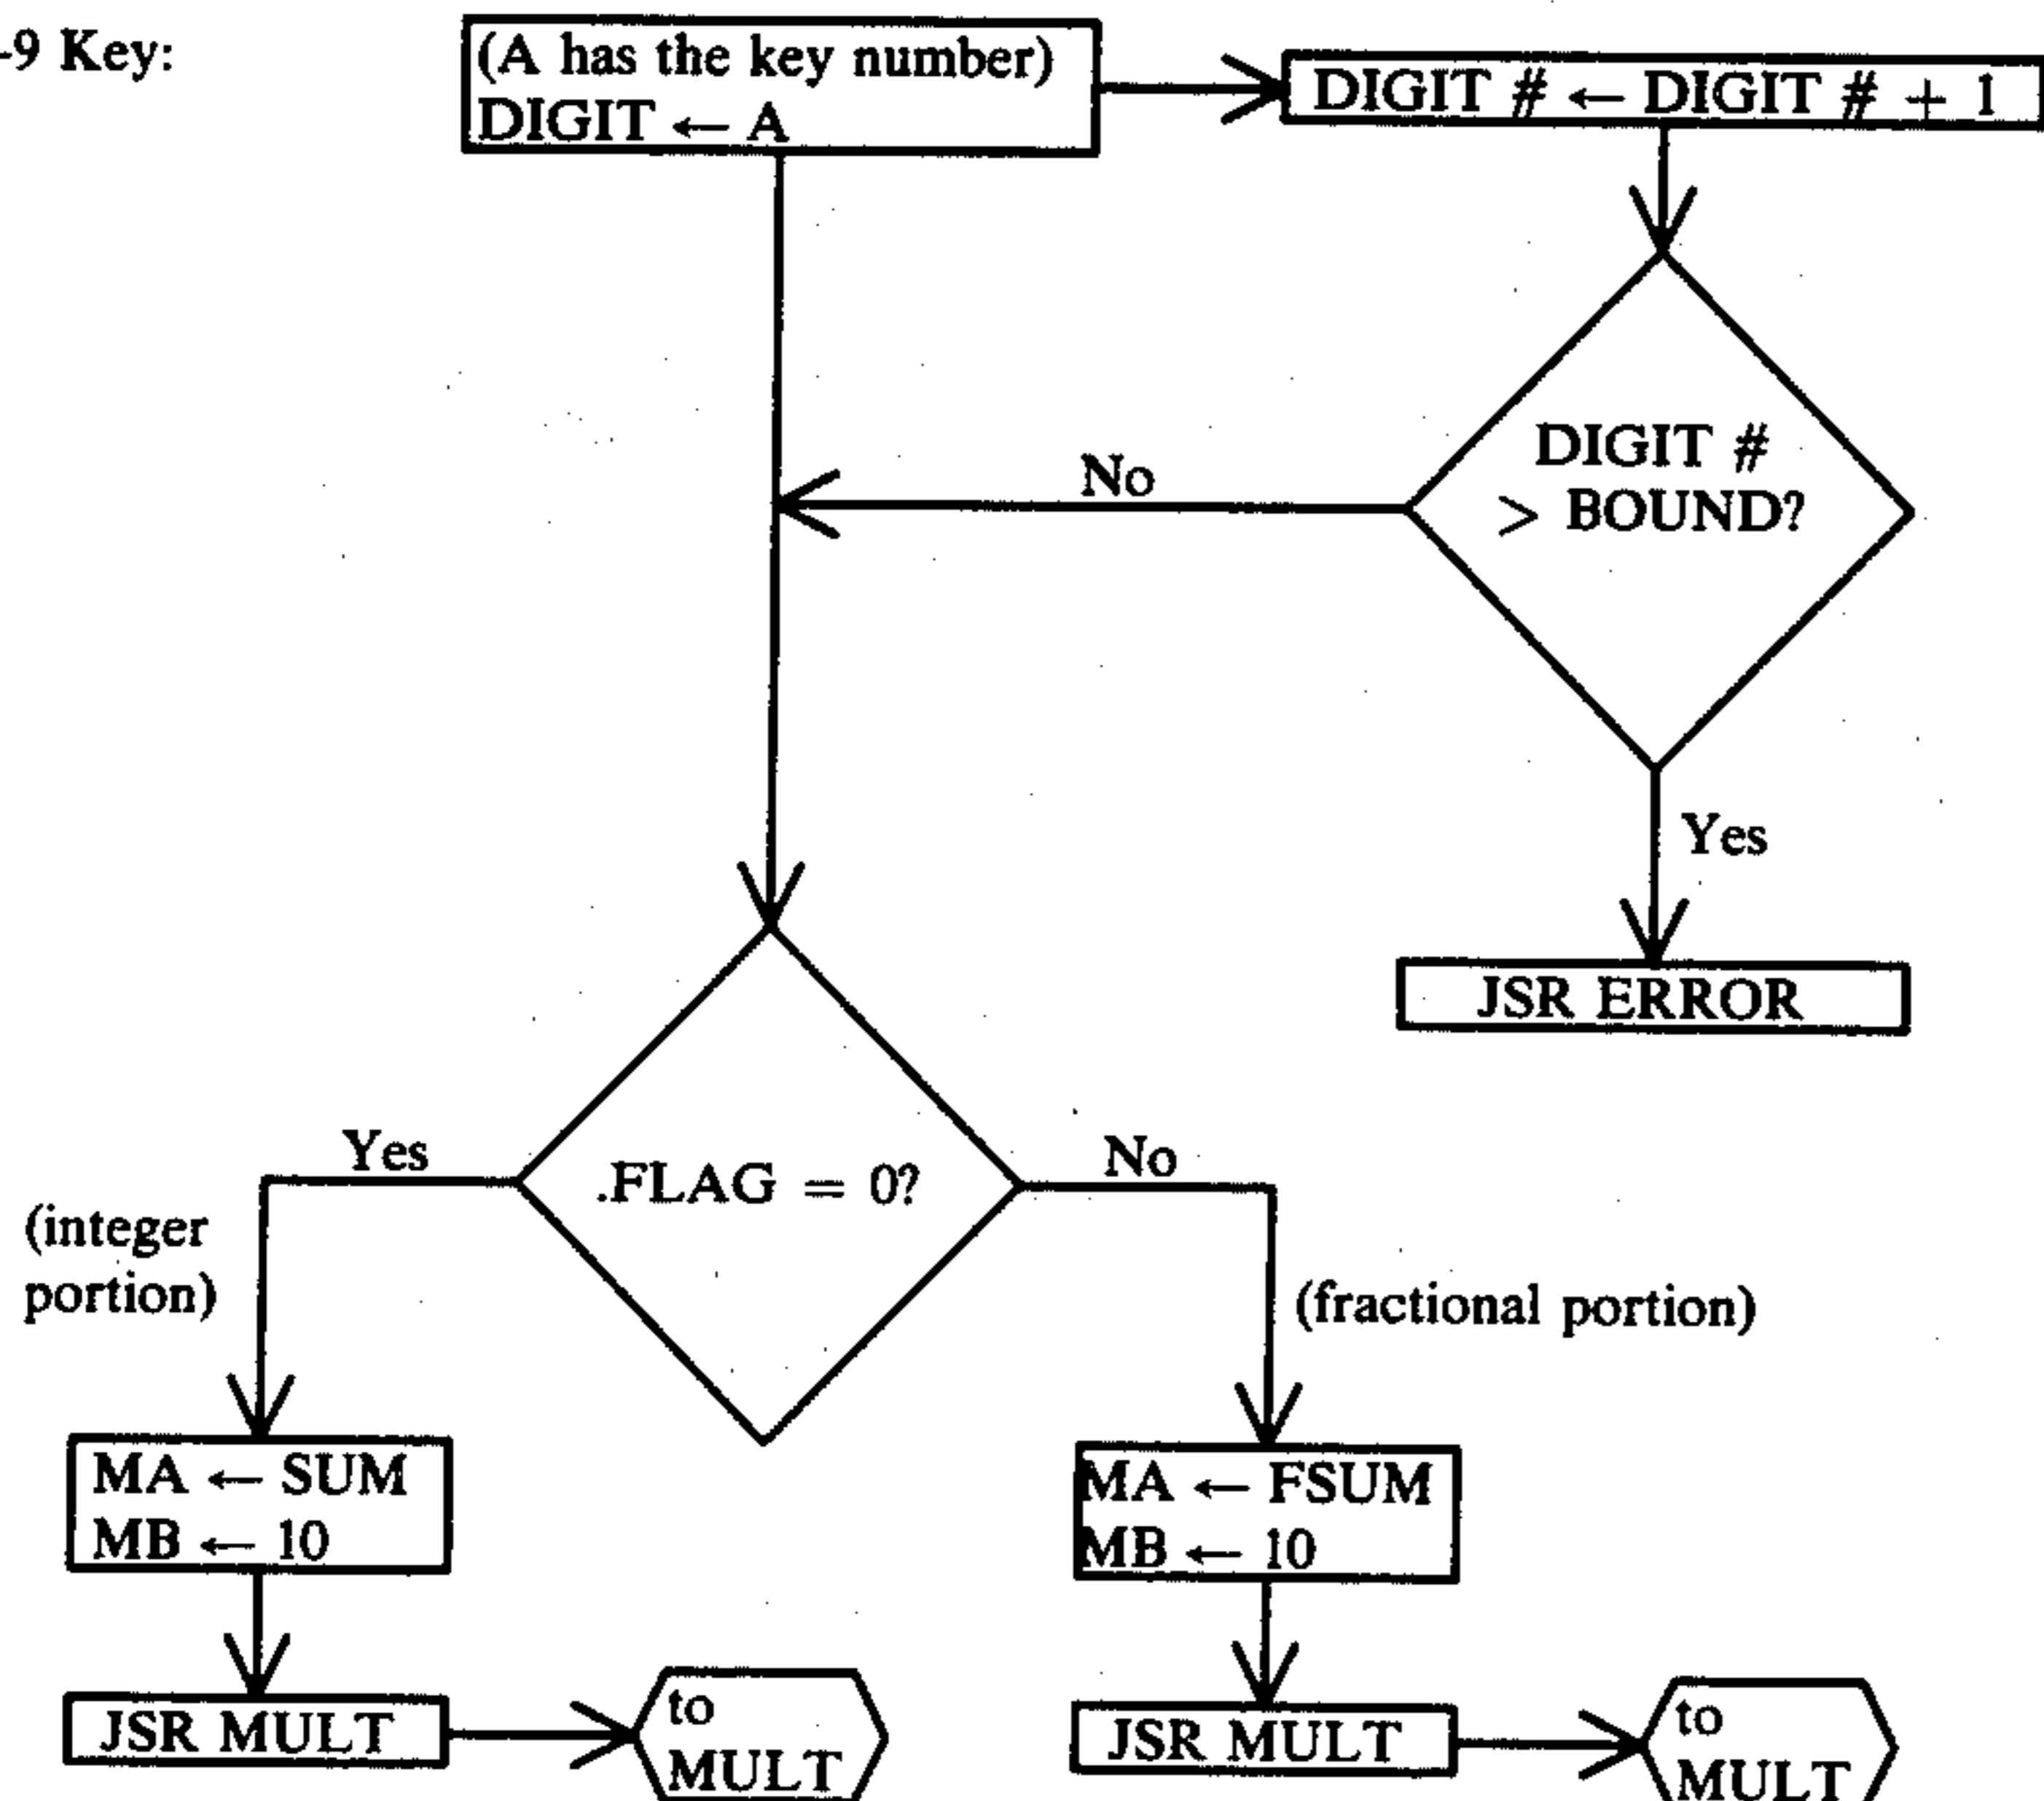 -9 Key:
(A has the key number)
DIGIT ← A
DIGIT # ← DIGIT # + 1
DIGIT #
> BOUND?
No
Yes
JSR ERROR
.FLAG = 0?
Yes
No
(integer
portion)
(fractional portion)
MA ← SUM
MB ← 10
MA ← FSUM
MB ← 10
JSR MULT
to
MULT
JSR MULT
to
MULT